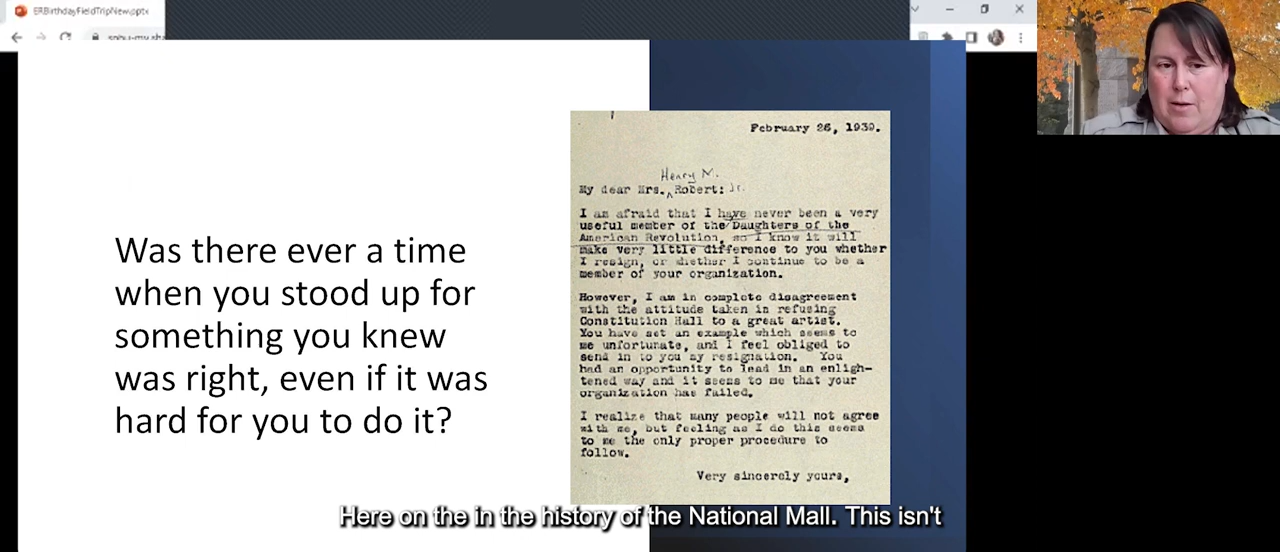 ERBirthdayFieldTripNew.pptx
Was there ever a time
when you stood up for
something you knew
was right, even if it was
hard for you to do it?
February 26, 1939.
Henry M.
My dear Mrs. Robert: Jr.
I am afraid that I have never been a very
useful member of the Daughters of the
American Revolution, so I know it will
make very little difference to you whether
I resign, or whether I continue to be a
member of your organization.
However, I am in complete disagreement
with the attitude taken in refusing
Constitution Hall to a great artist.
You have set an example which seems to
me unfortunate, and I feel obliged to
send in to you my resignation. You
had an opportunity to lead in an enlight-
tened way and it seems to me that your
organization has failed.
I realize that many people will not agree
with me, but feeling as I do this seems
to me the only proper procedure to
follow.
Very sincerely yours,
Here on the in the history of the National Mall. This isn't